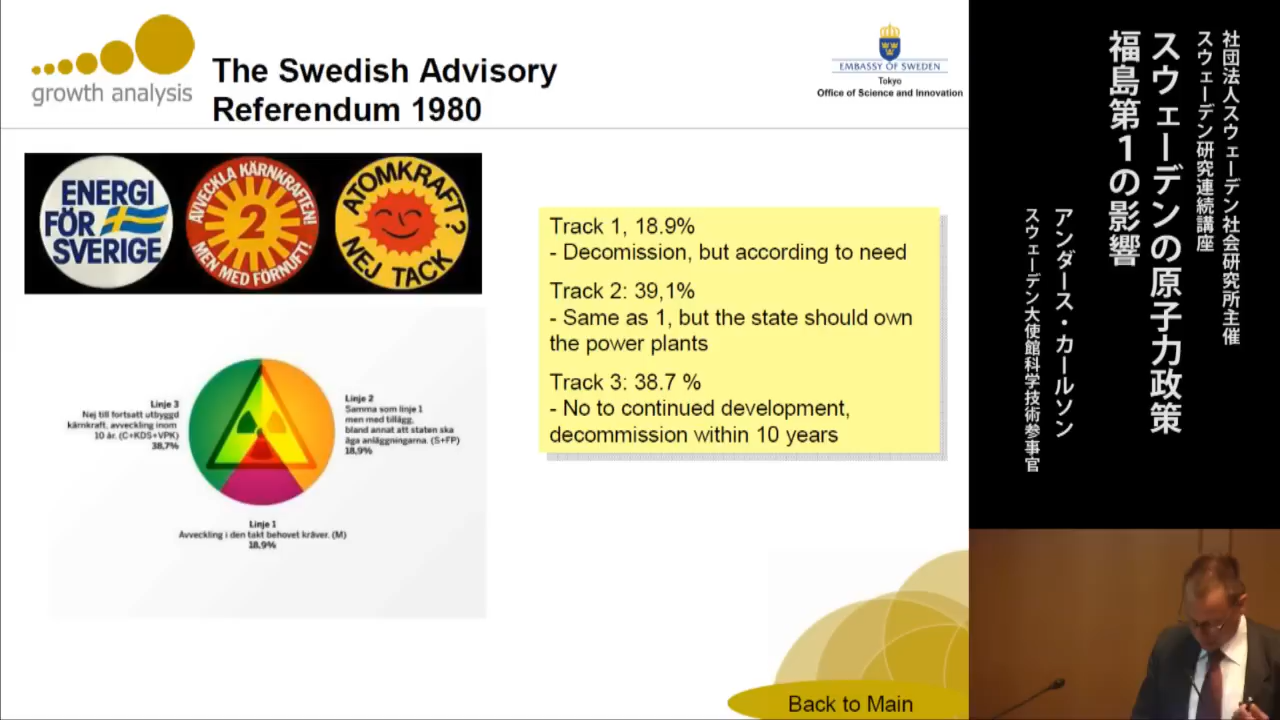 growth analysis
The Swedish Advisory
Referendum 1980
EMBASSY OF SWEDEN
Tokyo
Office of Science and Innovation
ENERGI
FÖR
SVERIGE
AVVECKLA KÄRNKRAFTEN!
2
MEN MED FÖRNUFT!
ATOMKRAFT?
NEJ TACK
Track 1, 18.9%
- Decomission, but according to need
Track 2: 39,1%
- Same as 1, but the state should own
the power plants
Track 3: 38.7 %
- No to continued development,
decommission within 10 years
Linje 3
Nej till fortsatt utbyggd
kärnkraft, avveckling inom
10 år. (C+KDS+VPK)
38,7%
Linje 2
Samma som linje 1
men med tillägg,
bland annat att staten ska
äga anläggningarna. (S+FP)
18,9%
Linje 1
Avveckling i den takt behovet kräver. (M)
18,9%
Back to Main
社団法人スウェーデン社会研究所主催
スウェーデン研究連続講座
スウェーデンの原子力政策
福島第1の影響
アンダース・カールソン
スウェーデン大使館科学技術参事官